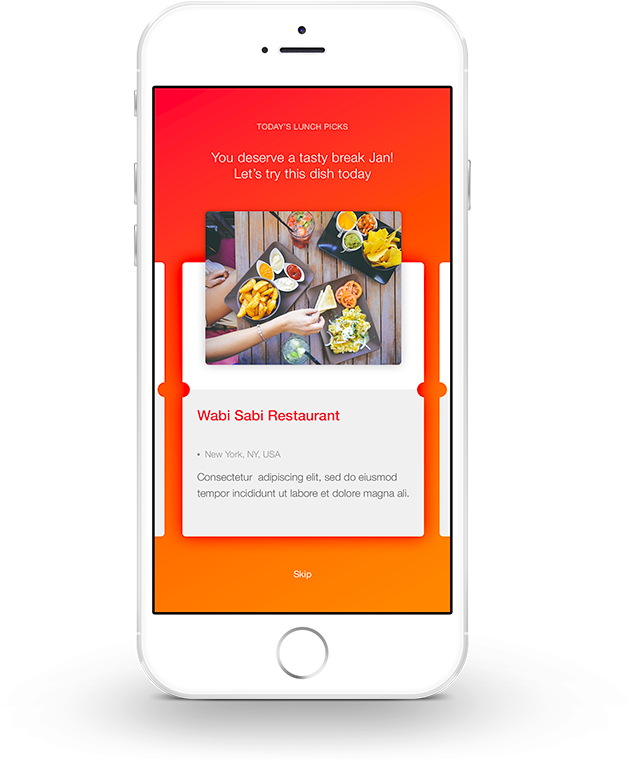 TODAY'S LUNCH PICKS
You deserve a tasty break Jan!
Let's try this dish today
Wabi Sabi Restaurant
• New York, NY, USA
Consectetur  adipiscing elit, sed do eiusmod
tempor incididunt ut labore et dolore magna ali.
Skip